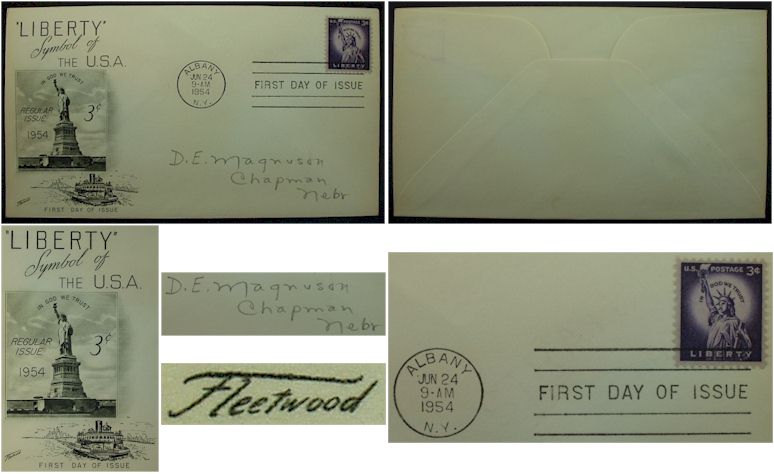 "LIBERTY"
Symbol of
THE U.S.A.
IN GOD WE TRUST
REGULAR
ISSUE
3¢
1954
FIRST DAY OF ISSUE
ALBANY
JUN 24
9-AM
1954
N.Y.
FIRST DAY OF ISSUE
U.S. POSTAGE 3¢
LIBERTY
D.E. Magnuson
Chapman
Nebr
"LIBERTY"
Symbol of
THE U.S.A.
IN GOD WE TRUST
REGULAR
ISSUE
3¢
1954
FIRST DAY OF ISSUE
D.E. Magnuson
Chapman
Nebr
Fleetwood
U.S. POSTAGE 3¢
IN GOD WE TRUST
LIBERTY
ALBANY
JUN 24
9-AM
1954
N.Y.
FIRST DAY OF ISSUE